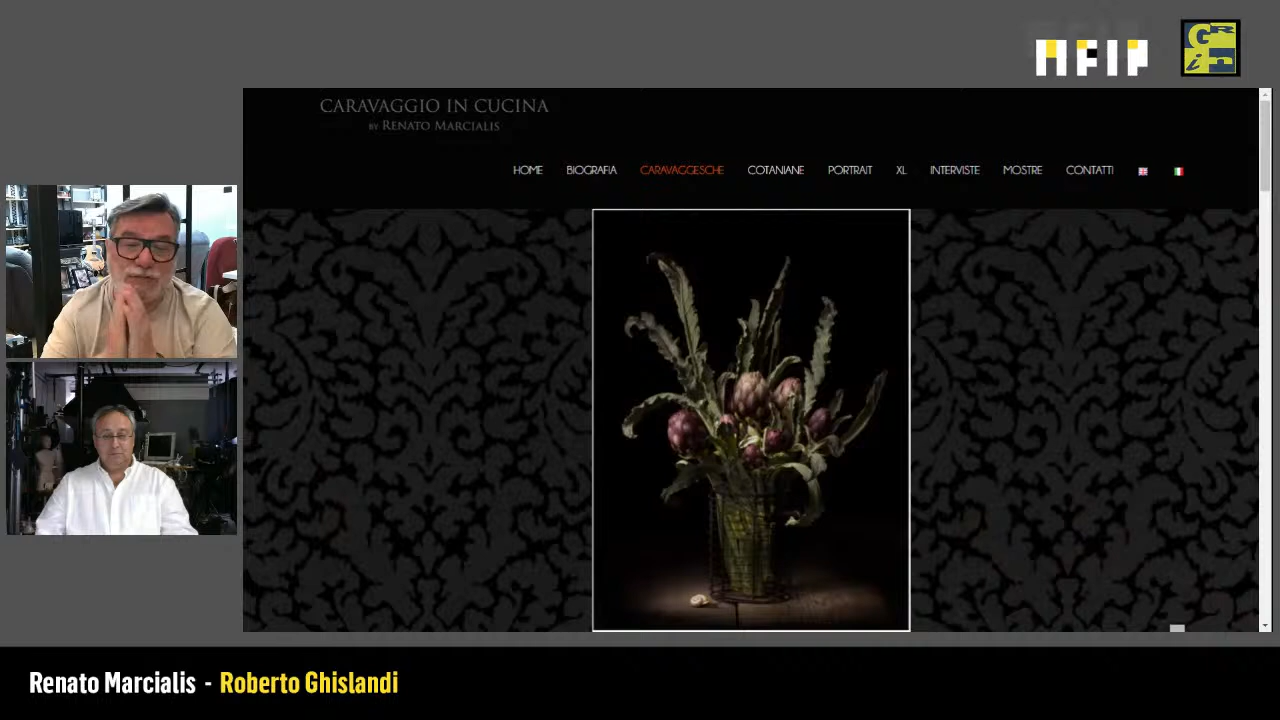 AFIP
GRin
CARAVAGGIO IN CUCINA
BY RENATO MARCIALIS
HOME BIOGRAFIA CARAVAGGESCHE COTANIANE PORTRAIT XL INTERVISTE MOSTRE CONTATTI
Renato Marcialis - Roberto Ghislandi